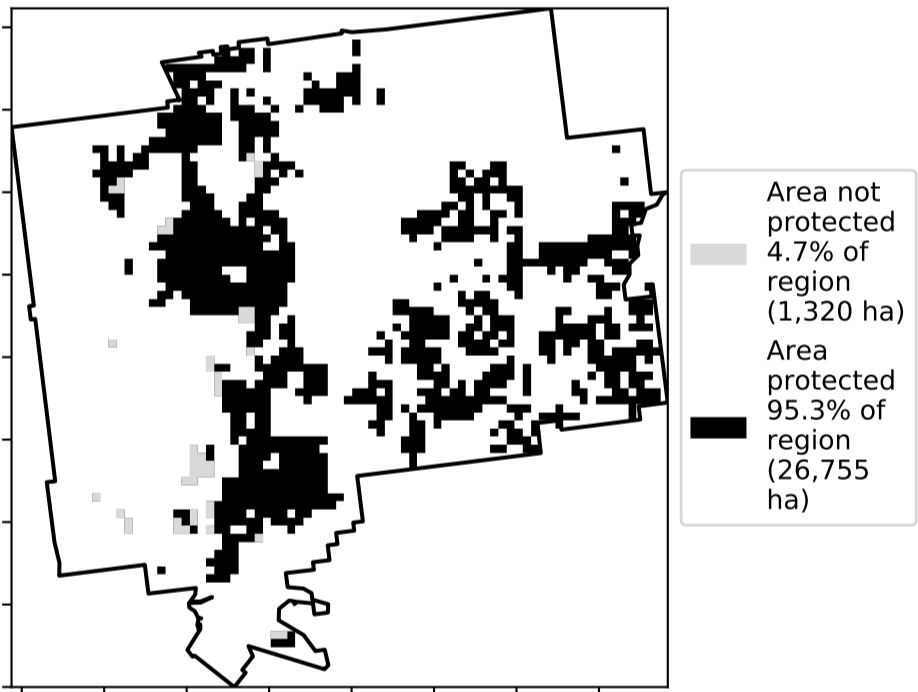 Area not
protected
4.7% of
region
(1,320 ha)
Area
protected
95.3% of
region
(26,755
ha)